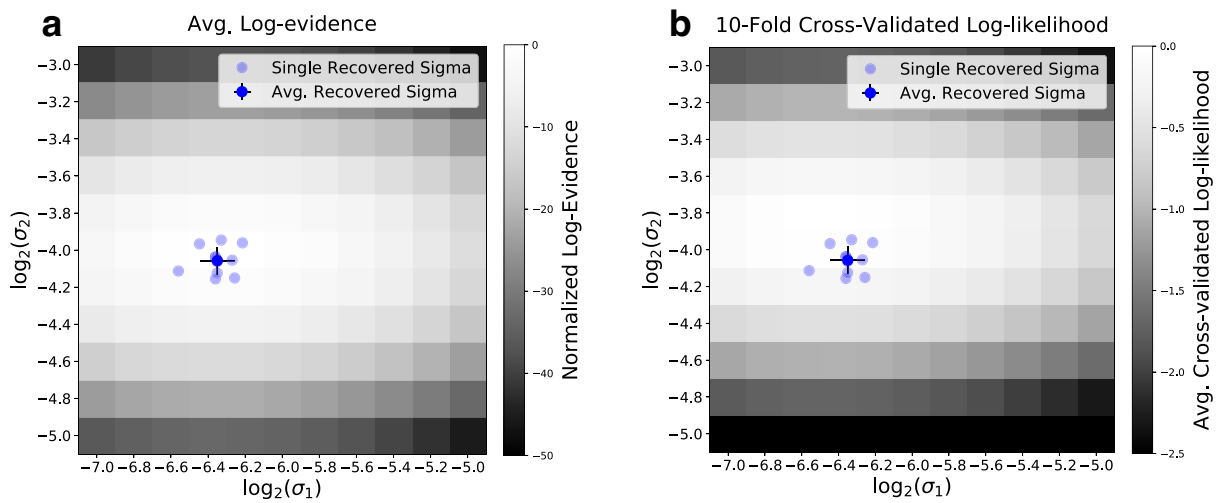 a
Avg. Log-evidence
Single Recovered Sigma
Avg. Recovered Sigma
−3.0
−3.2
−3.4
−3.6
−3.8
−4.0
−4.2
−4.4
−4.6
−4.8
−5.0
log₂(σ₂)
−7.0 −6.8 −6.6 −6.4 −6.2 −6.0 −5.8 −5.6 −5.4 −5.2 −5.0
log₂(σ₁)
0
−10
−20
−30
−40
−50
Normalized Log-Evidence
b
10-Fold Cross-Validated Log-likelihood
Single Recovered Sigma
Avg. Recovered Sigma
−3.0
−3.2
−3.4
−3.6
−3.8
−4.0
−4.2
−4.4
−4.6
−4.8
−5.0
log₂(σ₂)
−7.0 −6.8 −6.6 −6.4 −6.2 −6.0 −5.8 −5.6 −5.4 −5.2 −5.0
log₂(σ₁)
0.0
−0.5
−1.0
−1.5
−2.0
−2.5
Avg. Cross-validated Log-likelihood